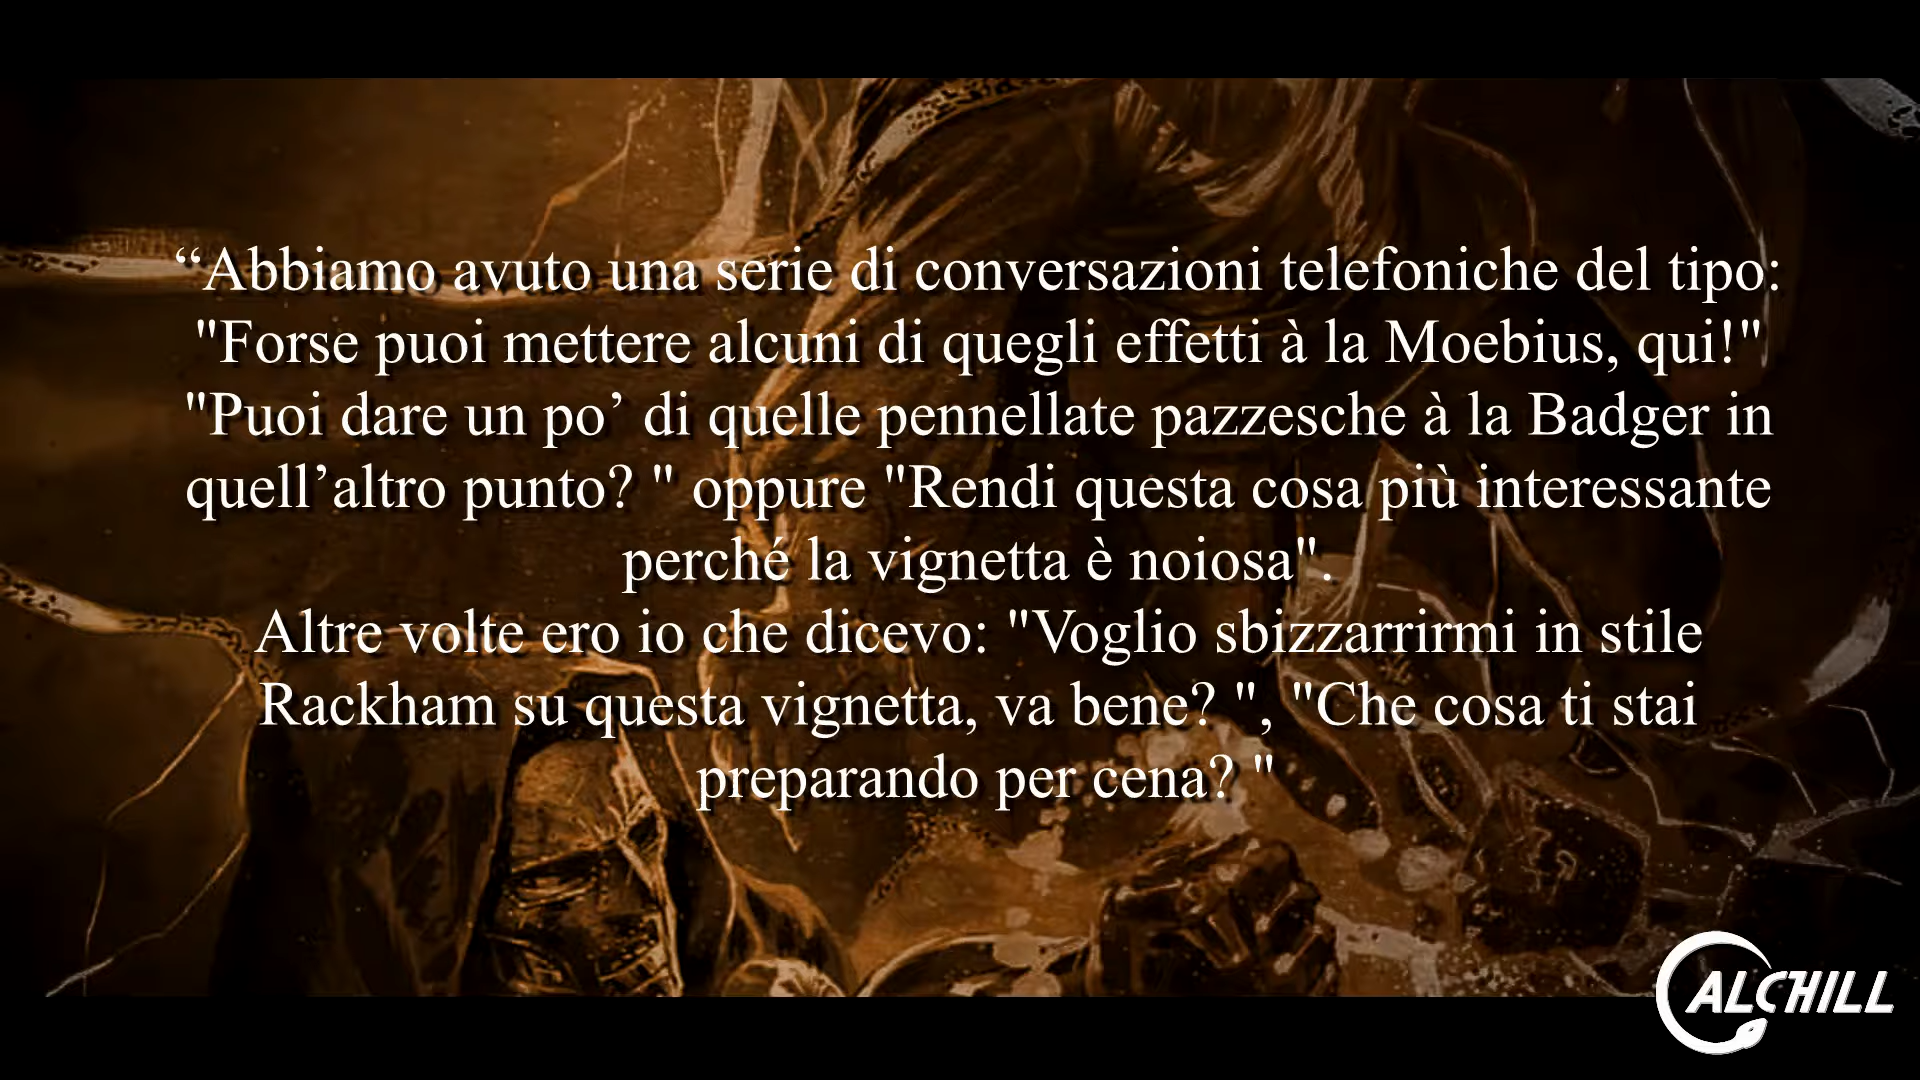 “Abbiamo avuto una serie di conversazioni telefoniche del tipo:
"Forse puoi mettere alcuni di quegli effetti à la Moebius, qui!"
"Puoi dare un po’ di quelle pennellate pazzesche à la Badger in
quell’altro punto? " oppure "Rendi questa cosa più interessante
perché la vignetta è noiosa".
Altre volte ero io che dicevo: "Voglio sbizzarrirmi in stile
Rackham su questa vignetta, va bene? ", "Che cosa ti stai
preparando per cena? "
CALCHILL